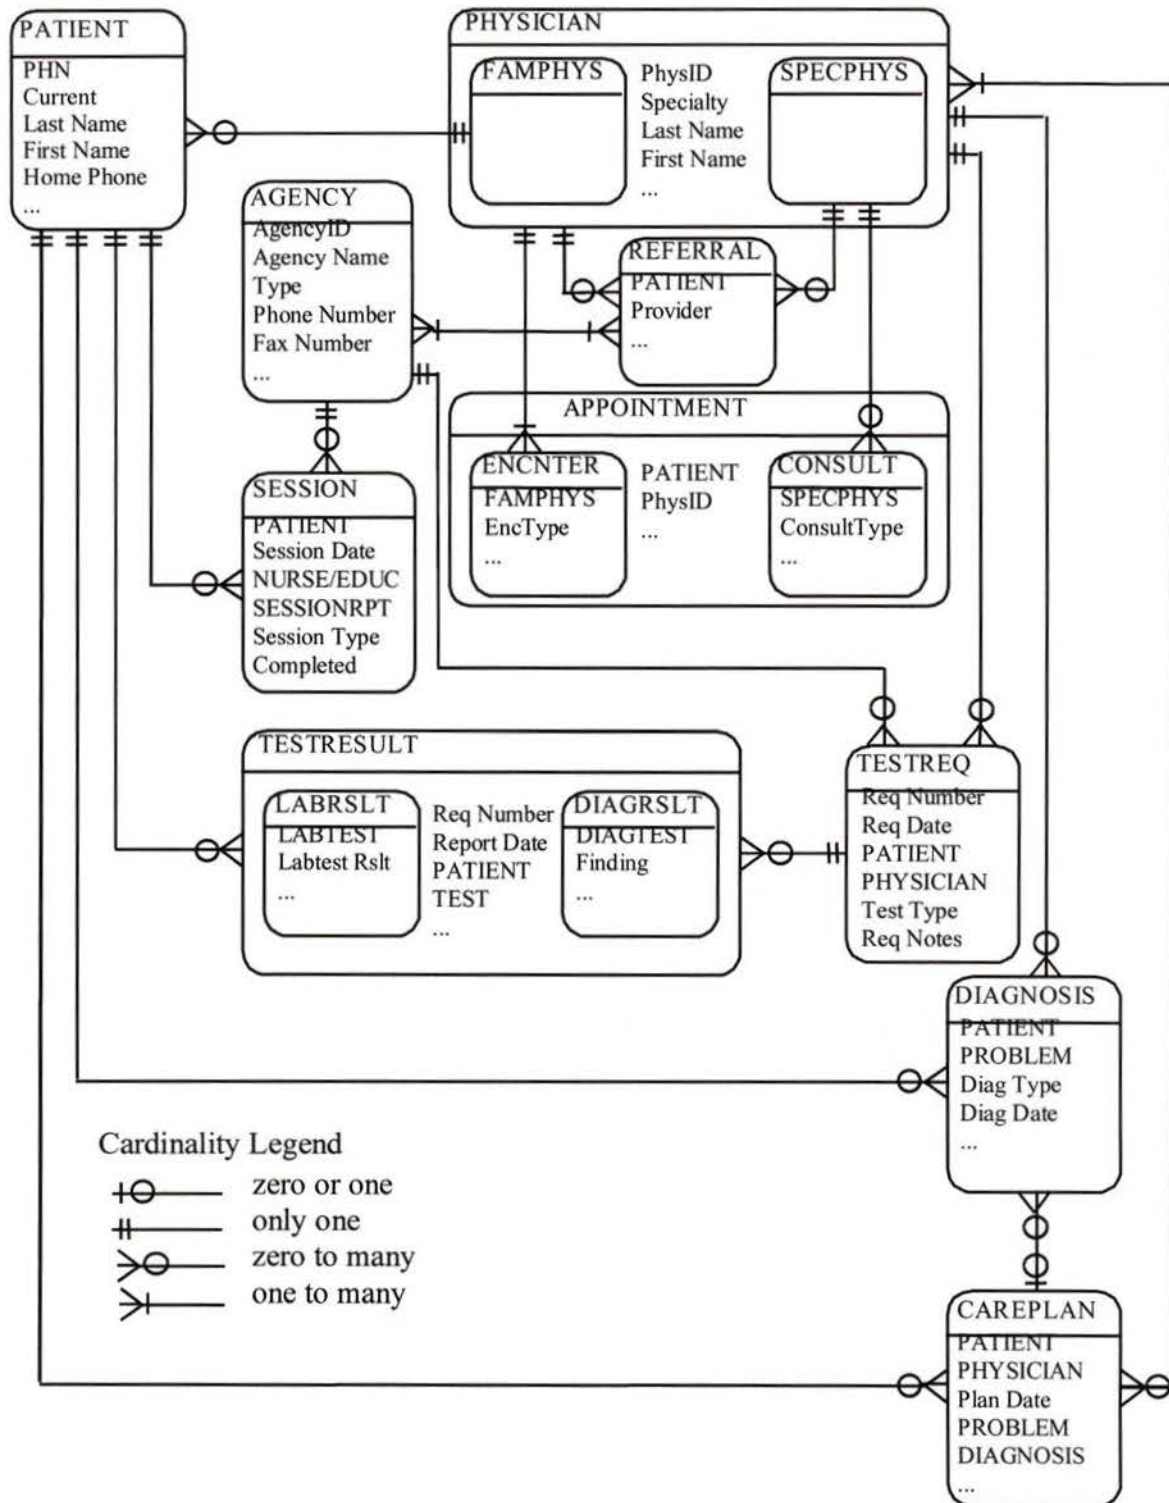 PATIENT
PHN
Current
Last Name
First Name
Home Phone
...
PHYSICIAN
FAMPHYS
PhysID
Specialty
Last Name
First Name
...
SPECPHYS
AGENCY
AgencyID
Agency Name
Type
Phone Number
Fax Number
...
REFERRAL
PATIENT
Provider
...
APPOINTMENT
ENCNTER
FAMPHYS
EncType
...
PATIENT
PhysID
...
CONSULT
SPECPHYS
ConsultType
...
SESSION
PATIENT
Session Date
NURSE/EDUC
SESSIONRPT
Session Type
Completed
TESTRESULT
LABRSLT
LABTEST
Labtest Rslt
...
Req Number
Report Date
PATIENT
TEST
...
DIAGRSLT
DIAGTEST
Finding
...
TESTREQ
Req Number
Req Date
PATIENT
PHYSICIAN
Test Type
Req Notes
DIAGNOSIS
PATIENT
PROBLEM
Diag Type
Diag Date
...
Cardinality Legend
zero or one
only one
zero to many
one to many
CAREPLAN
PATIENT
PHYSICIAN
Plan Date
PROBLEM
DIAGNOSIS
...